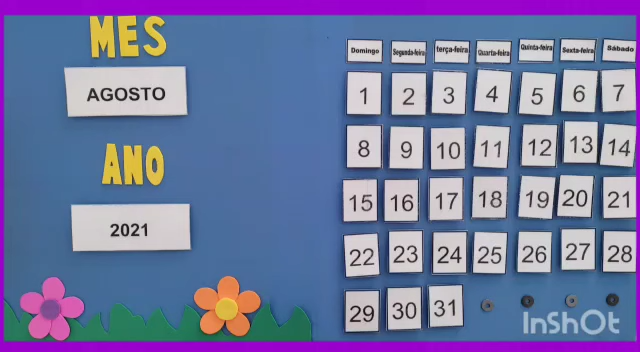 MES
AGOSTO
ANO
2021
Domingo Segunda-feira terça-feira Quarta-feira Quinta-feira Sexta-feira Sábado
1 2 3 4 5 6 7
8 9 10 11 12 13 14
15 16 17 18 19 20 21
22 23 24 25 26 27 28
29 30 31
InShOt